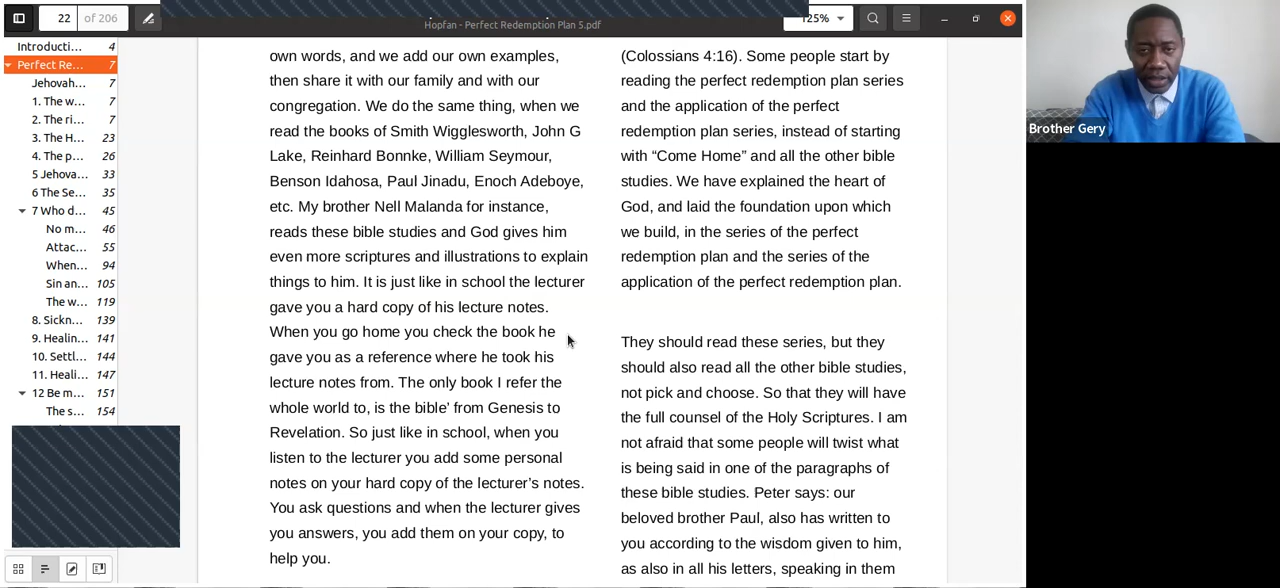 22
of 206
Hopfan - Perfect Redemption Plan 5.pdf
125%
Introducti... 4
Perfect Re... 7
Jehovah... 7
1. The w... 7
2. The ri... 7
3. The H... 23
4. The p... 26
5 Jehova... 33
6 The Se... 35
7 Who d... 45
No m... 46
Attac... 55
When... 94
Sin an... 105
The w... 119
8. Sickn... 139
9. Healin... 141
10. Settl... 144
11. Heali... 147
12 Be m... 151
The s... 154
own words, and we add our own examples,
then share it with our family and with our
congregation. We do the same thing, when we
read the books of Smith Wigglesworth, John G
Lake, Reinhard Bonnke, William Seymour,
Benson Idahosa, Paul Jinadu, Enoch Adeboye,
etc. My brother Nell Malanda for instance,
reads these bible studies and God gives him
even more scriptures and illustrations to explain
things to him. It is just like in school the lecturer
gave you a hard copy of his lecture notes.
When you go home you check the book he
gave you as a reference where he took his
lecture notes from. The only book I refer the
whole world to, is the bible' from Genesis to
Revelation. So just like in school, when you
listen to the lecturer you add some personal
notes on your hard copy of the lecturer's notes.
You ask questions and when the lecturer gives
you answers, you add them on your copy, to
help you.
(Colossians 4:16). Some people start by
reading the perfect redemption plan series
and the application of the perfect
redemption plan series, instead of starting
with “Come Home” and all the other bible
studies. We have explained the heart of
God, and laid the foundation upon which
we build, in the series of the perfect
redemption plan and the series of the
application of the perfect redemption plan.
They should read these series, but they
should also read all the other bible studies,
not pick and choose. So that they will have
the full counsel of the Holy Scriptures. I am
not afraid that some people will twist what
is being said in one of the paragraphs of
these bible studies. Peter says: our
beloved brother Paul, also has written to
you according to the wisdom given to him,
as also in all his letters, speaking in them
Brother Gery